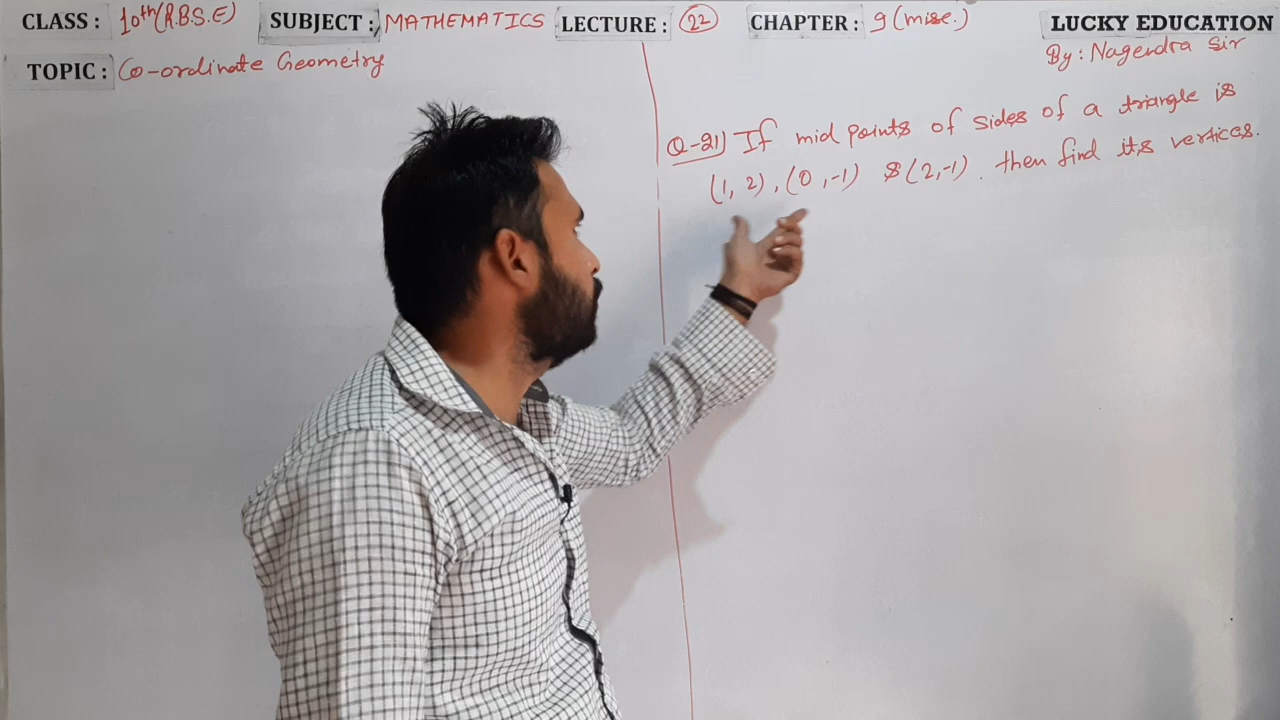 CLASS : 10th (R.B.S.E) SUBJECT : MATHEMATICS LECTURE : 22 CHAPTER : 9 (mise.) LUCKY EDUCATION
By : Nagendra Sir
TOPIC : Co-ordinate Geometry
Q-21) If mid points of sides of a triangle is
(1, 2), (0, -1) & (2, -1). then find its vertices.